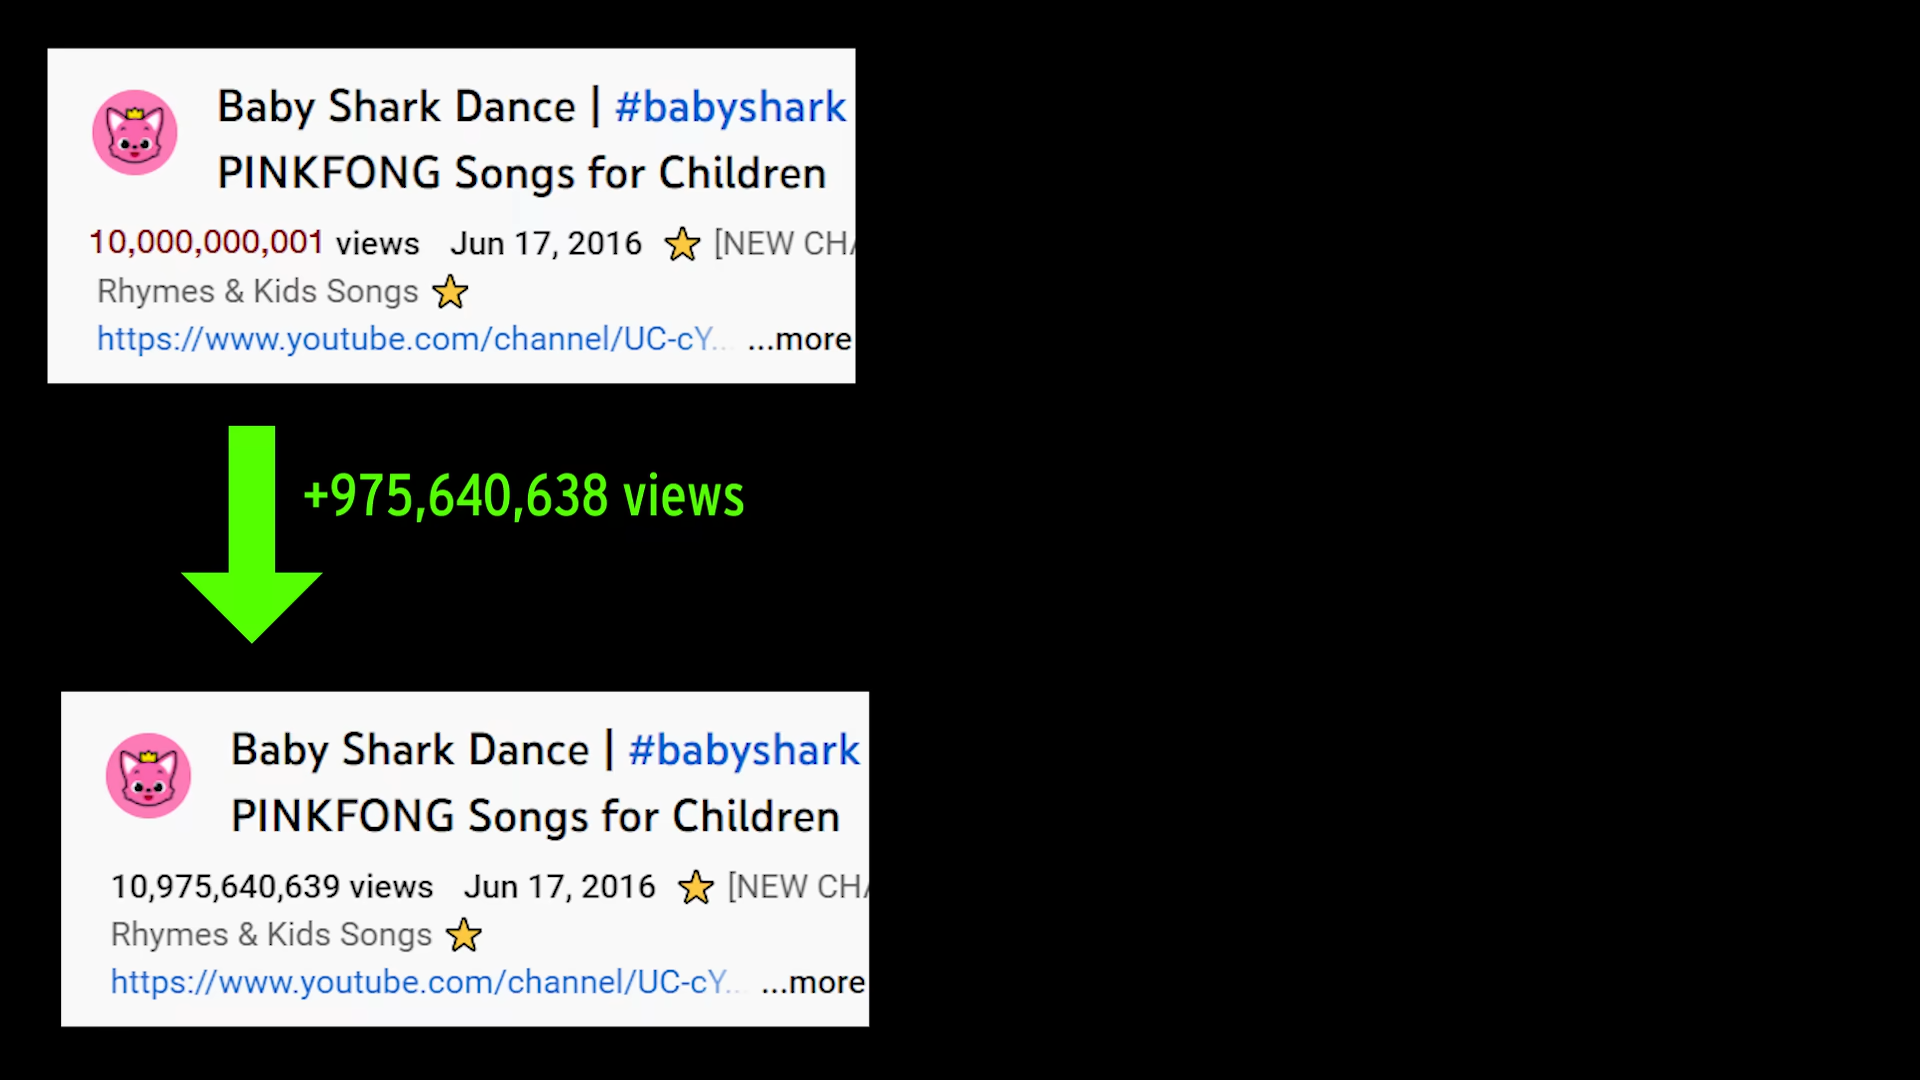 Baby Shark Dance | #babyshark
PINKFONG Songs for Children
10,000,000,001 views Jun 17, 2016 ⭐ [NEW CH
Rhymes & Kids Songs ⭐
https://www.youtube.com/channel/UC-cY... ...more
+975,640,638 views
Baby Shark Dance | #babyshark
PINKFONG Songs for Children
10,975,640,639 views Jun 17, 2016 ⭐ [NEW CH
Rhymes & Kids Songs ⭐
https://www.youtube.com/channel/UC-cY... ...more